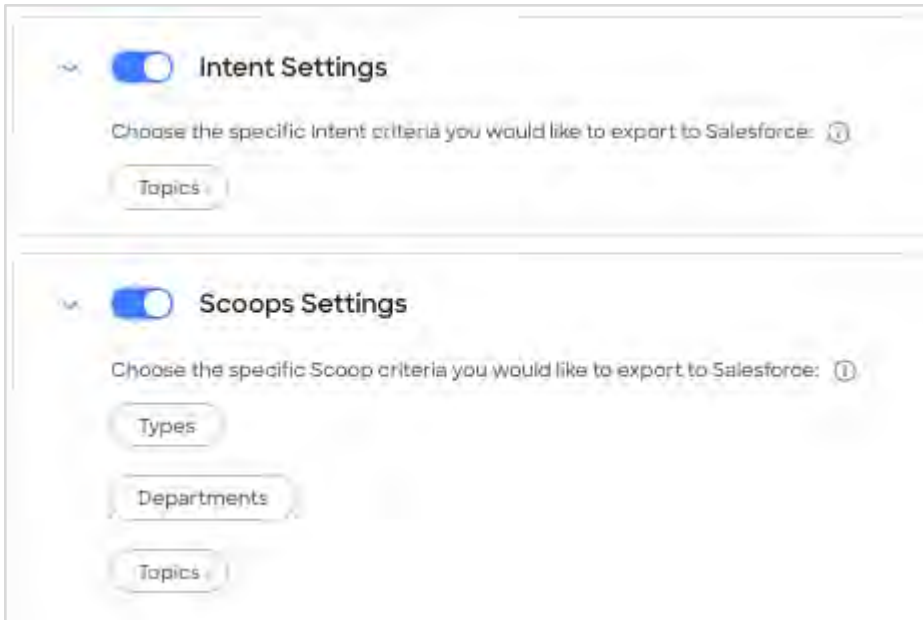 Intent Settings
Choose the specific Intent criteria you would like to export to Salesforce:
Topics
Scoops Settings
Choose the specific Scoop criteria you would like to export to Salesforce:
Types
Departments
Topics